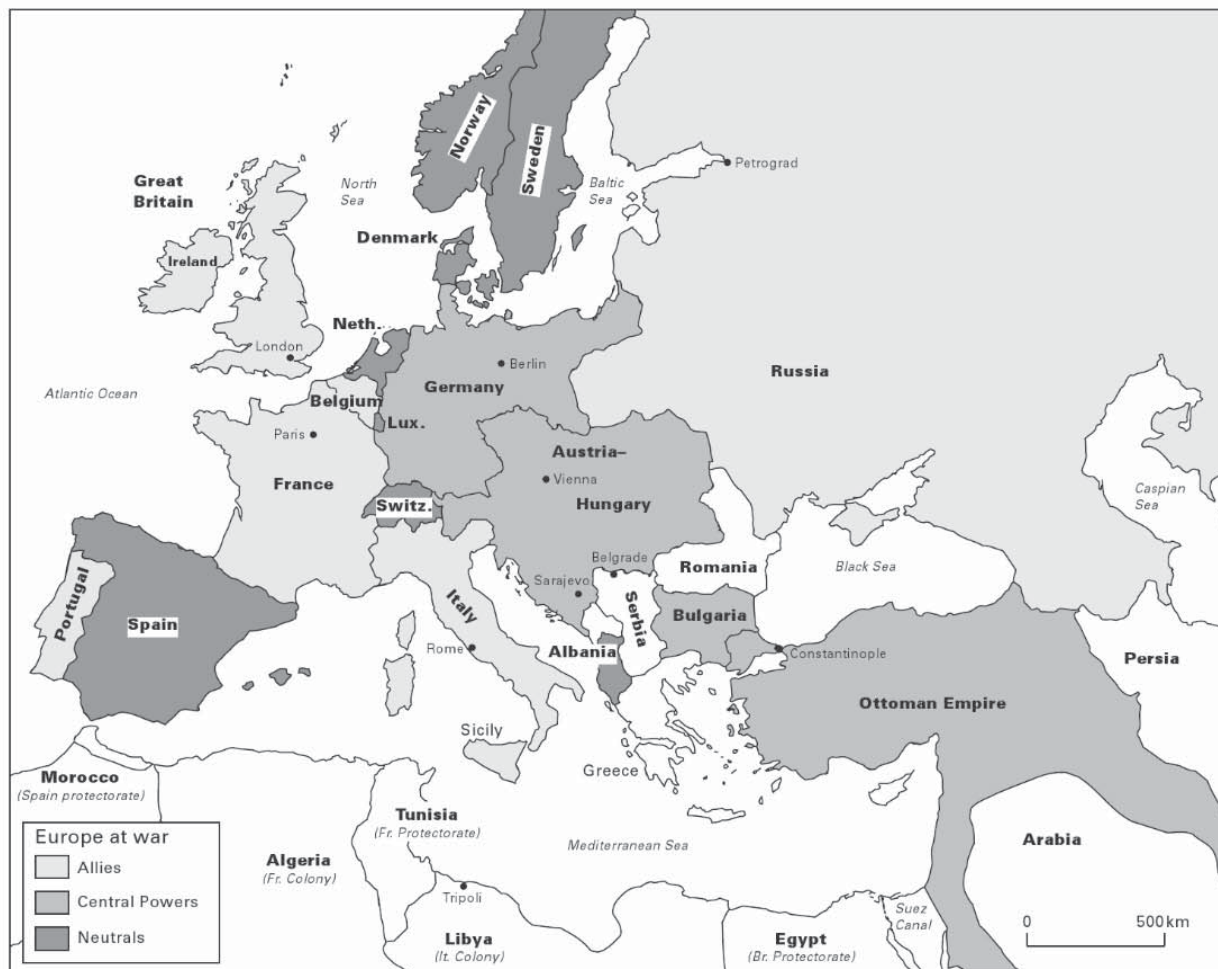 Norway
Sweden
Petrograd
Great
Britain
North
Sea
Baltic
Sea
Denmark
Ireland
Neth.
London
Berlin
Russia
Germany
Atlantic Ocean
Belgium
Lux.
Paris
Austria–
Vienna
France
Hungary
Caspian
Sea
Switz.
Belgrade
Romania
Black Sea
Sarajevo
Portugal
Spain
Italy
Serbia
Bulgaria
Rome
Albania
Constantinople
Persia
Ottoman Empire
Sicily
Greece
Morocco
(Spain protectorate)
Tunisia
(Fr. Protectorate)
Mediterranean Sea
Arabia
Algeria
(Fr. Colony)
Tripoli
Suez
Canal
Libya
(It. Colony)
Egypt
(Br. Protectorate)
0 500 km
Europe at war
Allies
Central Powers
Neutrals